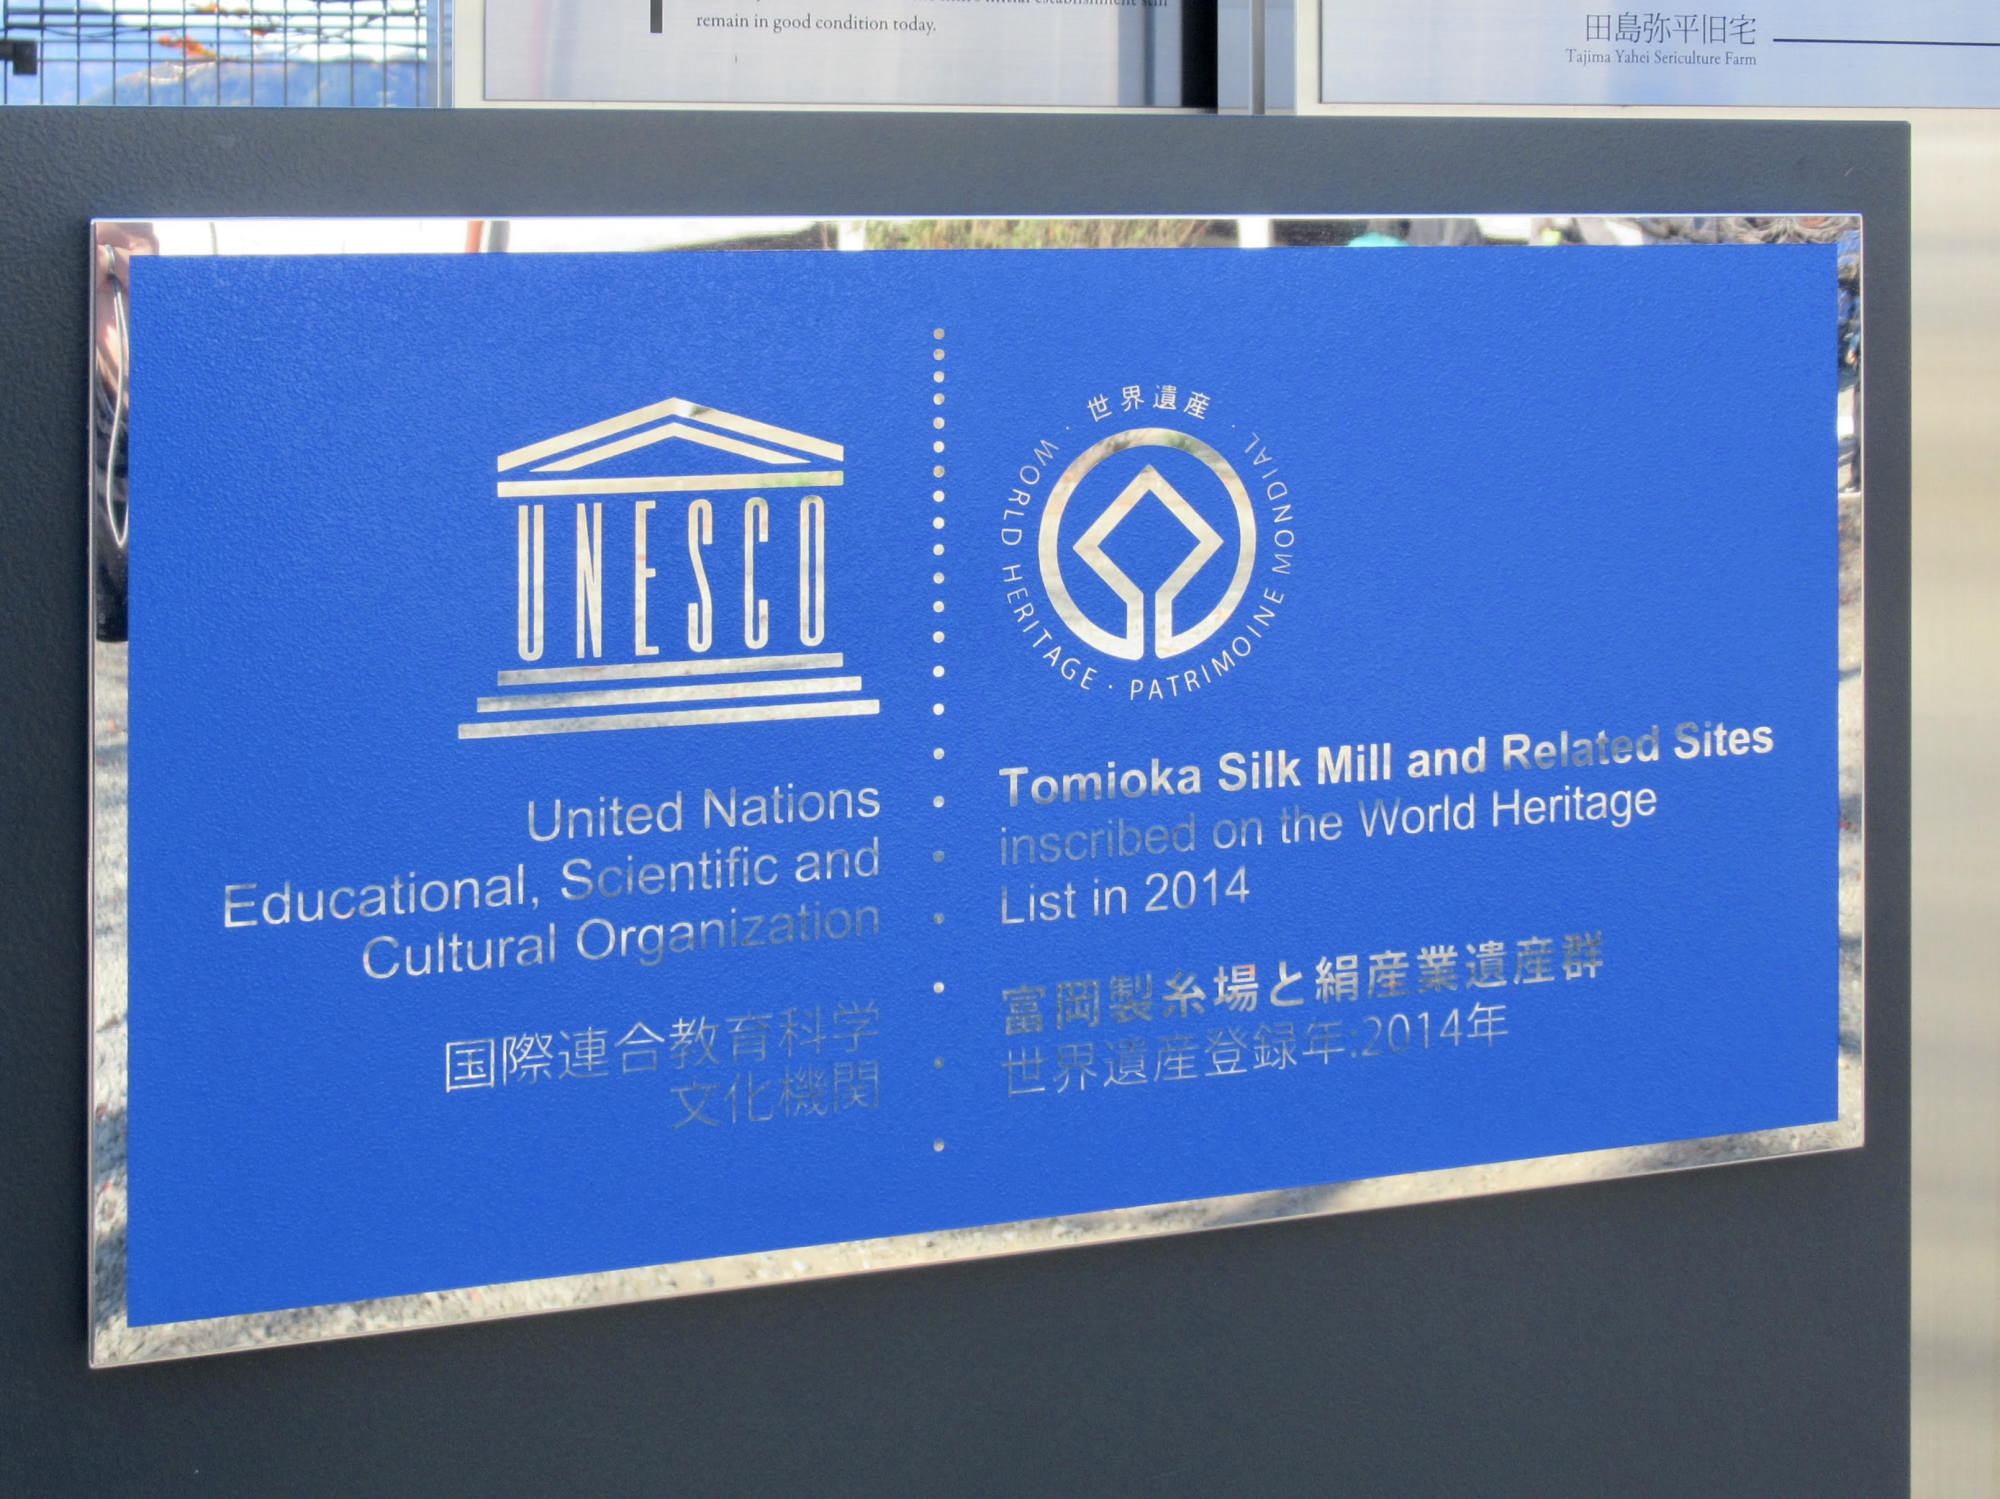 remain in good condition today.
田島弥平旧宅
Tajima Yahei Sericulture Farm
UNESCO
United Nations
Educational, Scientific and
Cultural Organization
国際連合教育科学
文化機関
世界遺産 · WORLD HERITAGE · PATRIMOINE MONDIAL ·
Tomioka Silk Mill and Related Sites
inscribed on the World Heritage
List in 2014
富岡製糸場と絹産業遺産群
世界遺産登録年:2014年